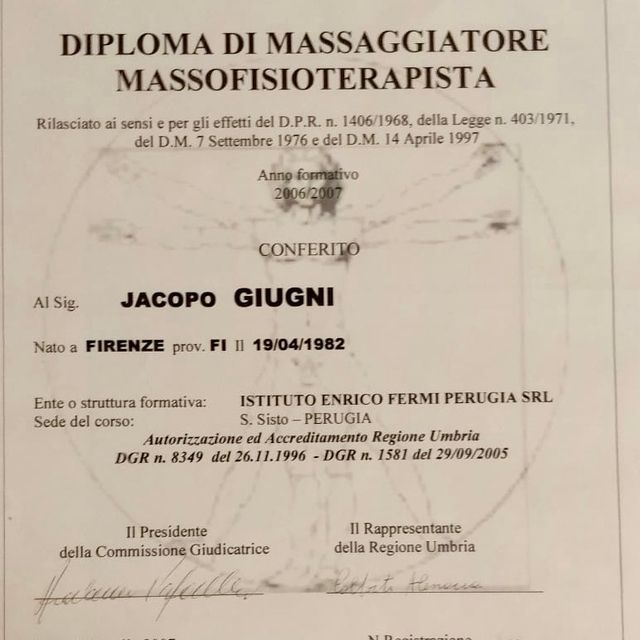 DIPLOMA DI MASSAGGIATORE
MASSOFISIOTERAPISTA
Rilasciato ai sensi e per gli effetti del D.P.R. n. 1406/1968, della Legge n. 403/1971,
del D.M. 7 Settembre 1976 e del D.M. 14 Aprile 1997
Anno formativo
2006/2007
CONFERITO
Al Sig. JACOPO GIUGNI
Nato a FIRENZE prov. FI Il 19/04/1982
Ente o struttura formativa: ISTITUTO ENRICO FERMI PERUGIA SRL
Sede del corso: S. Sisto – PERUGIA
Autorizzazione ed Accreditamento Regione Umbria
DGR n. 8349 del 26.11.1996 - DGR n. 1581 del 29/09/2005
Il Presidente Il Rappresentante
della Commissione Giudicatrice della Regione Umbria